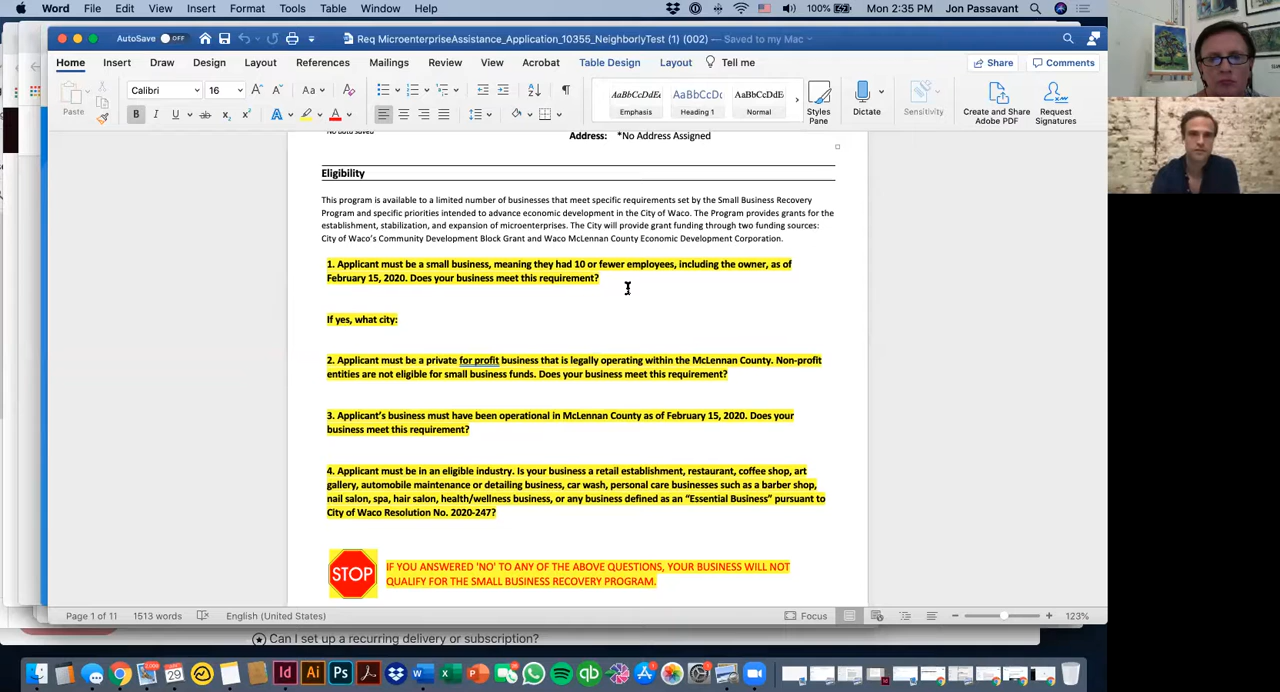 Word File Edit View Insert Format Tools Table Window Help 100% Mon 2:35 PM Jon Passavant
AutoSave OFF Req MicroenterpriseAssistance_Application_10355_NeighborlyTest (1) (002) — Saved to my Mac
Home Insert Draw Design Layout References Mailings Review View Acrobat Table Design Layout Tell me Share Comments
Calibri 16 Aa
AaBbCcDdEe AaBbCcDc AaBbCcDdE
Paste Emphasis Heading 1 Normal Styles Pane Dictate Sensitivity Create and Share Adobe PDF Request Signatures
No Data Saved
Address: *No Address Assigned
Eligibility
This program is available to a limited number of businesses that meet specific requirements set by the Small Business Recovery
Program and specific priorities intended to advance economic development in the City of Waco. The Program provides grants for the
establishment, stabilization, and expansion of microenterprises. The City will provide grant funding through two funding sources:
City of Waco's Community Development Block Grant and Waco McLennan County Economic Development Corporation.
1. Applicant must be a small business, meaning they had 10 or fewer employees, including the owner, as of
February 15, 2020. Does your business meet this requirement?
If yes, what city:
2. Applicant must be a private for profit business that is legally operating within the McLennan County. Non-profit
entities are not eligible for small business funds. Does your business meet this requirement?
3. Applicant's business must have been operational in McLennan County as of February 15, 2020. Does your
business meet this requirement?
4. Applicant must be in an eligible industry. Is your business a retail establishment, restaurant, coffee shop, art
gallery, automobile maintenance or detailing business, car wash, personal care businesses such as a barber shop,
nail salon, spa, hair salon, health/wellness business, or any business defined as an “Essential Business” pursuant to
City of Waco Resolution No. 2020-247?
STOP
IF YOU ANSWERED 'NO' TO ANY OF THE ABOVE QUESTIONS, YOUR BUSINESS WILL NOT
QUALIFY FOR THE SMALL BUSINESS RECOVERY PROGRAM.
Page 1 of 11 1513 words English (United States) Focus 123%
Can I set up a recurring delivery or subscription?
29 Id Ai Ps qb